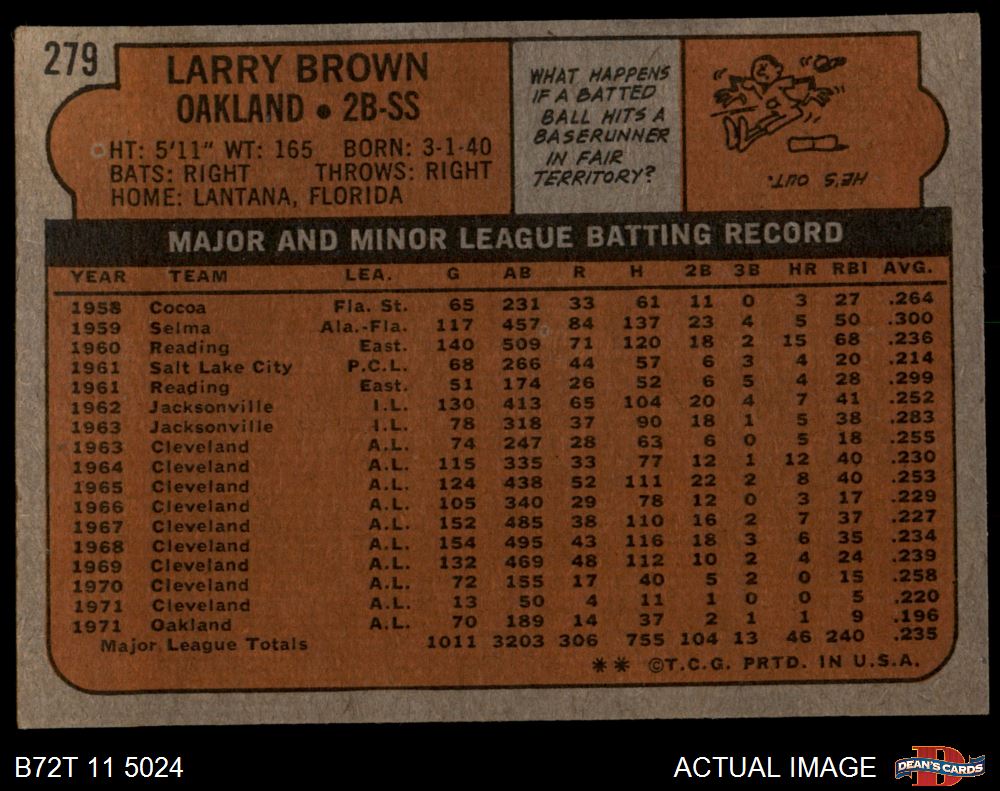 279
LARRY BROWN
OAKLAND • 2B-SS
HT: 5'11" WT: 165 BORN: 3-1-40
BATS: RIGHT THROWS: RIGHT
HOME: LANTANA, FLORIDA
WHAT HAPPENS
IF A BATTED
BALL HITS A
BASERUNNER
IN FAIR
TERRITORY?
HE'S OUT.
MAJOR AND MINOR LEAGUE BATTING RECORD
YEAR TEAM LEA. G AB R H 2B 3B HR RBI AVG.
1958 Cocoa Fla. St. 65 231 33 61 11 0 3 27 .264
1959 Selma Ala.-Fla. 117 457 84 137 23 4 5 50 .300
1960 Reading East. 140 509 71 120 18 2 15 68 .236
1961 Salt Lake City P.C.L. 68 266 44 57 6 3 4 20 .214
1961 Reading East. 51 174 26 52 6 5 4 28 .299
1962 Jacksonville I.L. 130 413 65 104 20 4 7 41 .252
1963 Jacksonville I.L. 78 318 37 90 18 1 5 38 .283
1963 Cleveland A.L. 74 247 28 63 6 0 5 18 .255
1964 Cleveland A.L. 115 335 33 77 12 1 12 40 .230
1965 Cleveland A.L. 124 438 52 111 22 2 8 40 .253
1966 Cleveland A.L. 105 340 29 78 12 0 3 17 .229
1967 Cleveland A.L. 152 485 38 110 16 2 7 37 .227
1968 Cleveland A.L. 154 495 43 116 18 3 6 35 .234
1969 Cleveland A.L. 132 469 48 112 10 2 4 24 .239
1970 Cleveland A.L. 72 155 17 40 5 2 0 15 .258
1971 Cleveland A.L. 13 50 4 11 1 0 0 5 .220
1971 Oakland A.L. 70 189 14 37 2 1 1 9 .196
Major League Totals 1011 3203 306 755 104 13 46 240 .235
** ©T.C.G. PRTD. IN U.S.A.
B72T 11 5024
ACTUAL IMAGE
D
DEAN'S CARDS